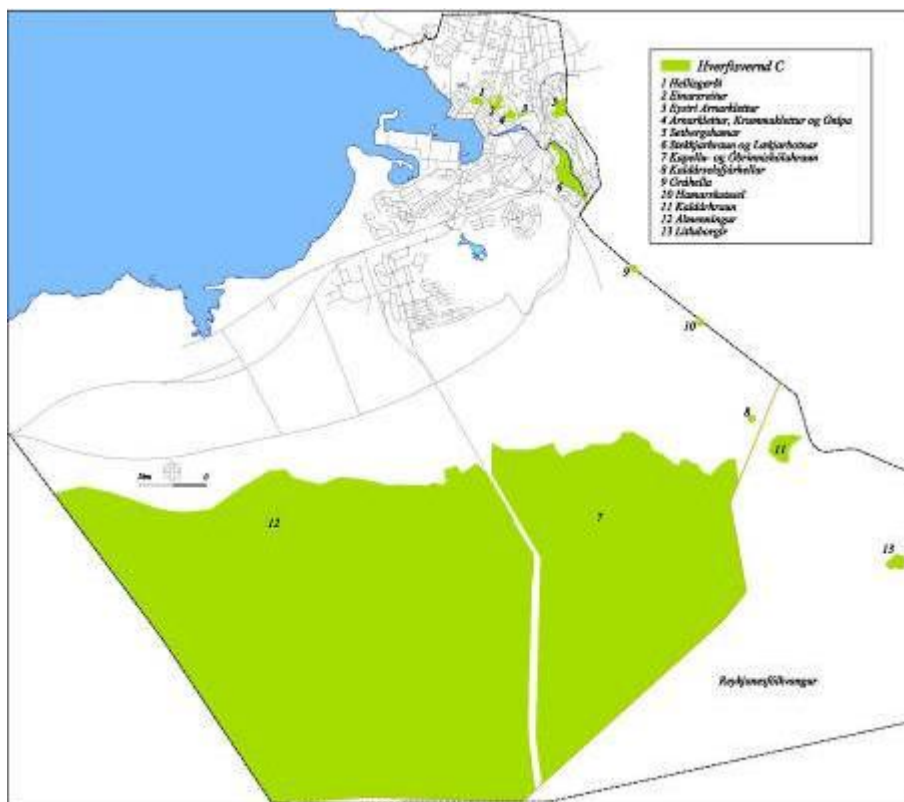 Hverfisvernd C
1 Hellisgerði
2 Einarsreitur
3 Eystri Arnarklettur
4 Arnarklettur, Krummaklettur og Gnípa
5 Setbergshamar
6 Stekkjarhraun og Lækjarbotnar
7 Kapellu- og Óbrinnishólahraun
8 Kaldárselsfjárhellar
9 Gráhella
10 Hamarskotssel
11 Kaldárhraun
12 Almenningur
13 Litluborgir
1
2
3
4
5
6
9
10
8
11
12
7
13
0
Reykjanesfólkvangur